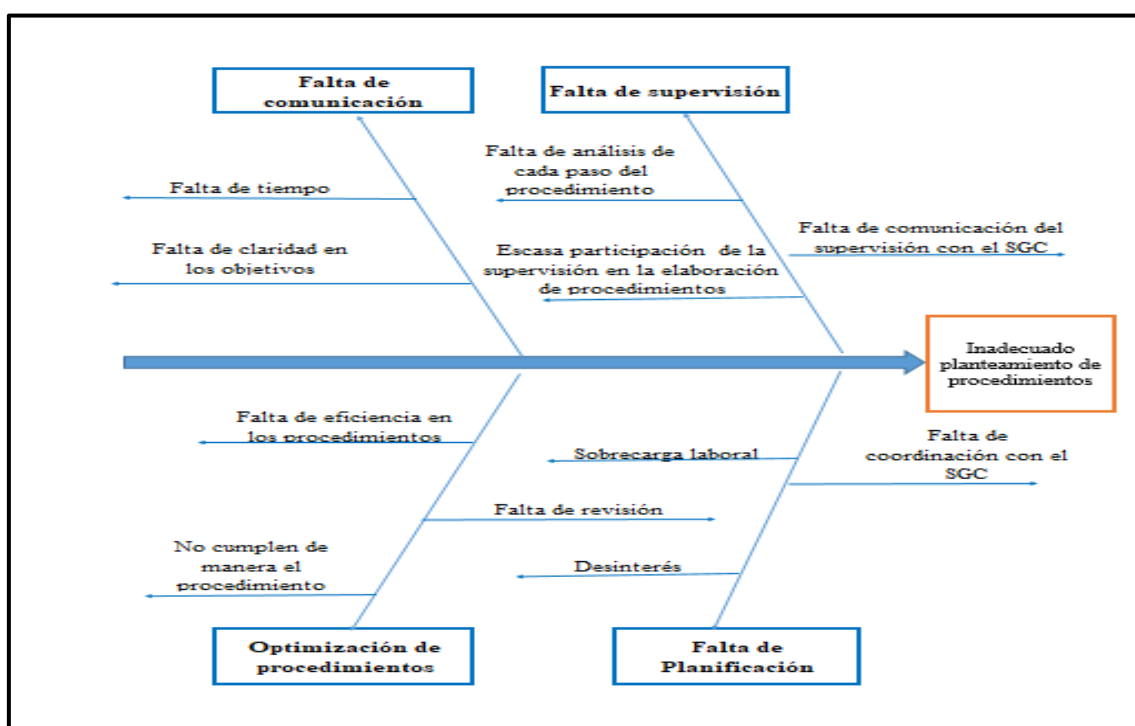 Falta de
comunicación
Falta de supervisión
Falta de análisis de
cada paso del
procedimiento
Falta de tiempo
Falta de comunicación del
supervisión con el SGC
Falta de claridad en
los objetivos
Escasa participación de la
supervisión en la elaboración
de procedimientos
Inadecuado
planteamiento de
procedimientos
Falta de eficiencia en
los procedimientos
Sobrecarga laboral
Falta de
coordinación con el
SGC
Falta de revisión
No cumplen de
manera el
procedimiento
Desinterés
Optimización de
procedimientos
Falta de
Planificación